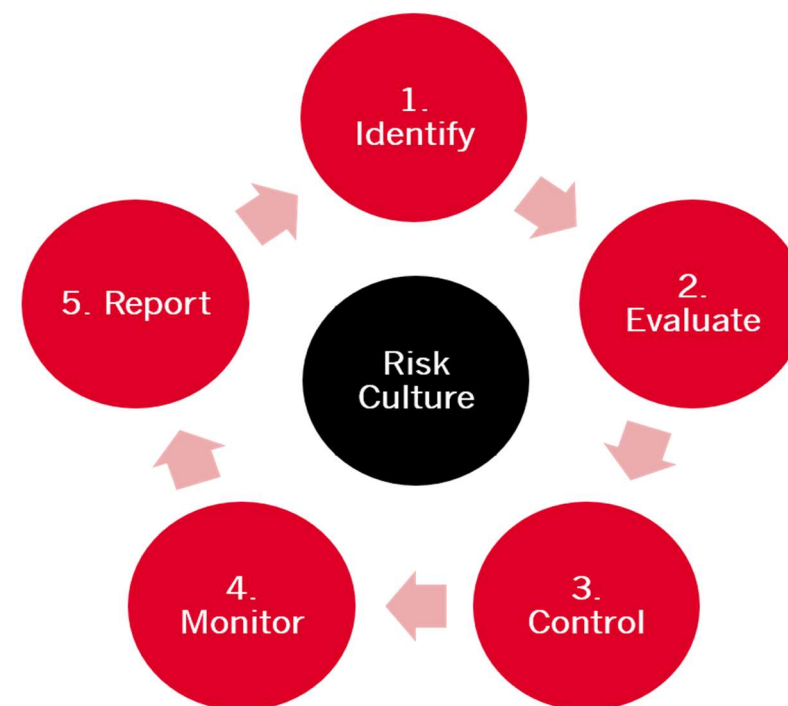 1.
Identify
2.
Evaluate
3.
Control
4.
Monitor
5. Report
Risk
Culture